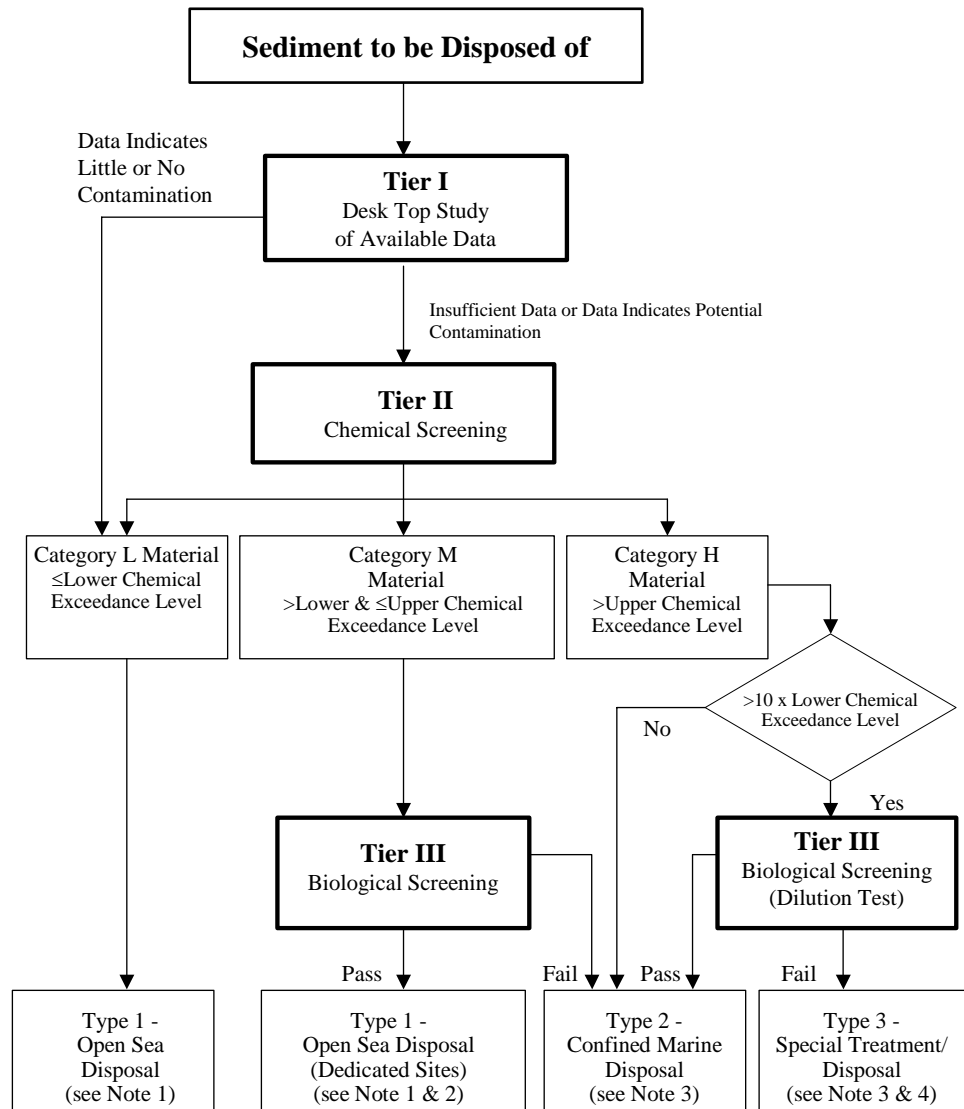 Sediment to be Disposed of
Data Indicates
Little or No
Contamination
Tier I
Desk Top Study
of Available Data
Insufficient Data or Data Indicates Potential
Contamination
Tier II
Chemical Screening
Category L Material
≤Lower Chemical
Exceedance Level
Category M
Material
>Lower & ≤Upper Chemical
Exceedance Level
Category H
Material
>Upper Chemical
Exceedance Level
>10 x Lower Chemical
Exceedance Level
No
Yes
Tier III
Biological Screening
Tier III
Biological Screening
(Dilution Test)
Pass
Fail
Pass
Fail
Type 1 -
Open Sea
Disposal
(see Note 1)
Type 1 -
Open Sea Disposal
(Dedicated Sites)
(see Note 1 & 2)
Type 2 -
Confined Marine
Disposal
(see Note 3)
Type 3 -
Special Treatment/
Disposal
(see Note 3 & 4)